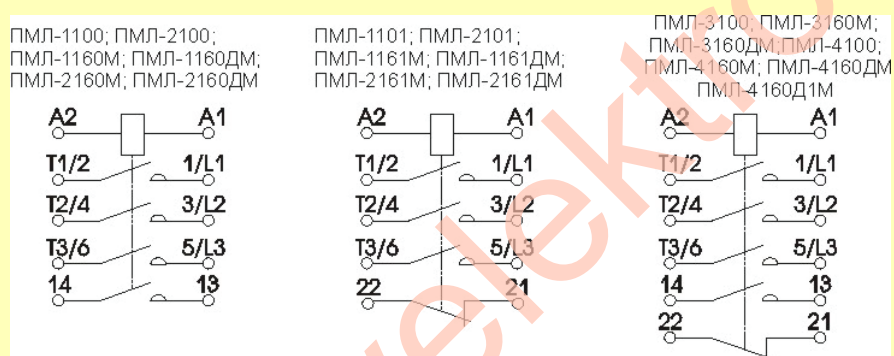 ПМЛ-1100; ПМЛ-2100;
ПМЛ-1160М; ПМЛ-1160ДМ;
ПМЛ-2160М; ПМЛ-2160ДМ
A2 A1
T1/2 1/L1
T2/4 3/L2
T3/6 5/L3
14 13
ПМЛ-1101; ПМЛ-2101;
ПМЛ-1161М; ПМЛ-1161ДМ;
ПМЛ-2161М; ПМЛ-2161ДМ
A2 A1
T1/2 1/L1
T2/4 3/L2
T3/6 5/L3
22 21
ПМЛ-3100; ПМЛ-3160М;
ПМЛ-3160ДМ;ПМЛ-4100;
ПМЛ-4160М; ПМЛ-4160ДМ
ПМЛ-4160Д1М
A2 A1
T1/2 1/L1
T2/4 3/L2
T3/6 5/L3
14 13
22 21
elektro